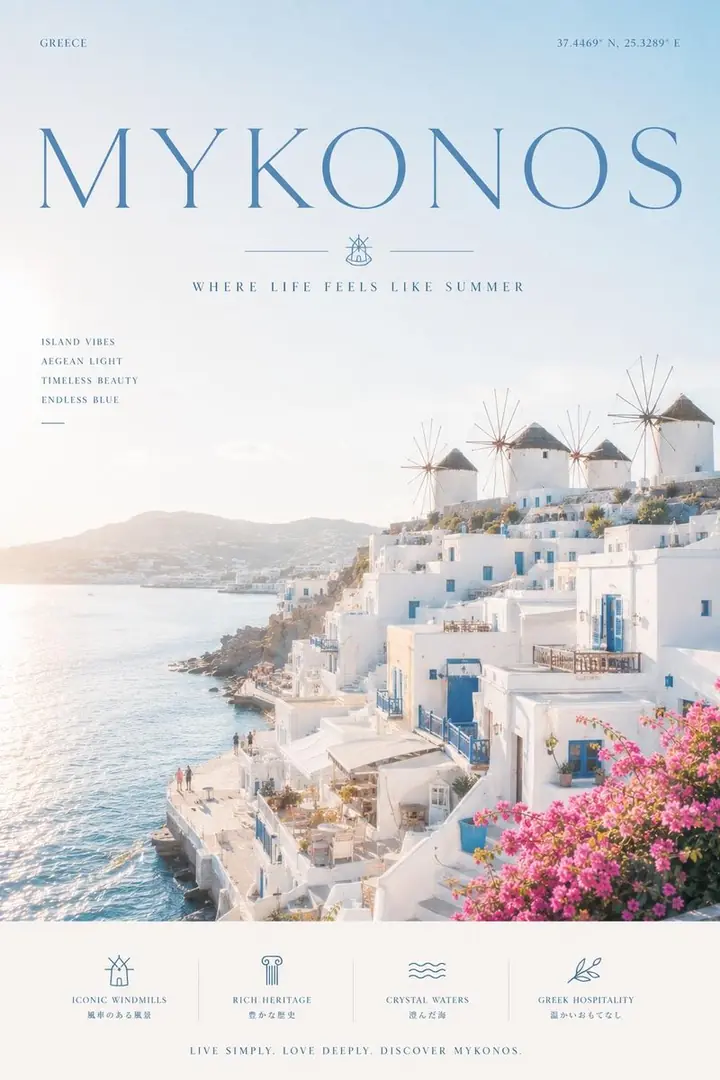 GREECE
37.4469° N, 25.3289° E
MYKONOS
WHERE LIFE FEELS LIKE SUMMER
ISLAND VIBES
AEGEAN LIGHT
TIMELESS BEAUTY
ENDLESS BLUE
ICONIC WINDMILLS
風車のある風景
RICH HERITAGE
豊かな歴史
CRYSTAL WATERS
澄んだ海
GREEK HOSPITALITY
温かいおもてなし
LIVE SIMPLY. LOVE DEEPLY. DISCOVER MYKONOS.